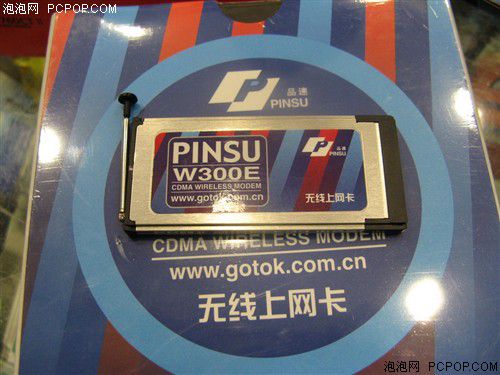 泡泡网 PCPOP.COM
品速
PINSU
PINSU
W300E
CDMA WIRELESS MODEM
www.gotok.com.cn
品速
PINSU
无线上网卡
CDMA WIRELESS MODEM
www.gotok.com.cn
无线上网卡
泡泡网 PCPOP.COM